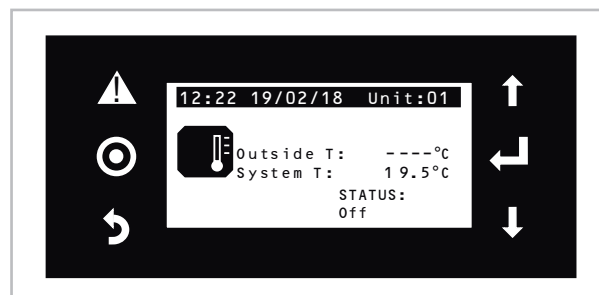 12:22 19/02/18 Unit:01
Outside T: ----°C
System T: 19.5°C
STATUS:
Off